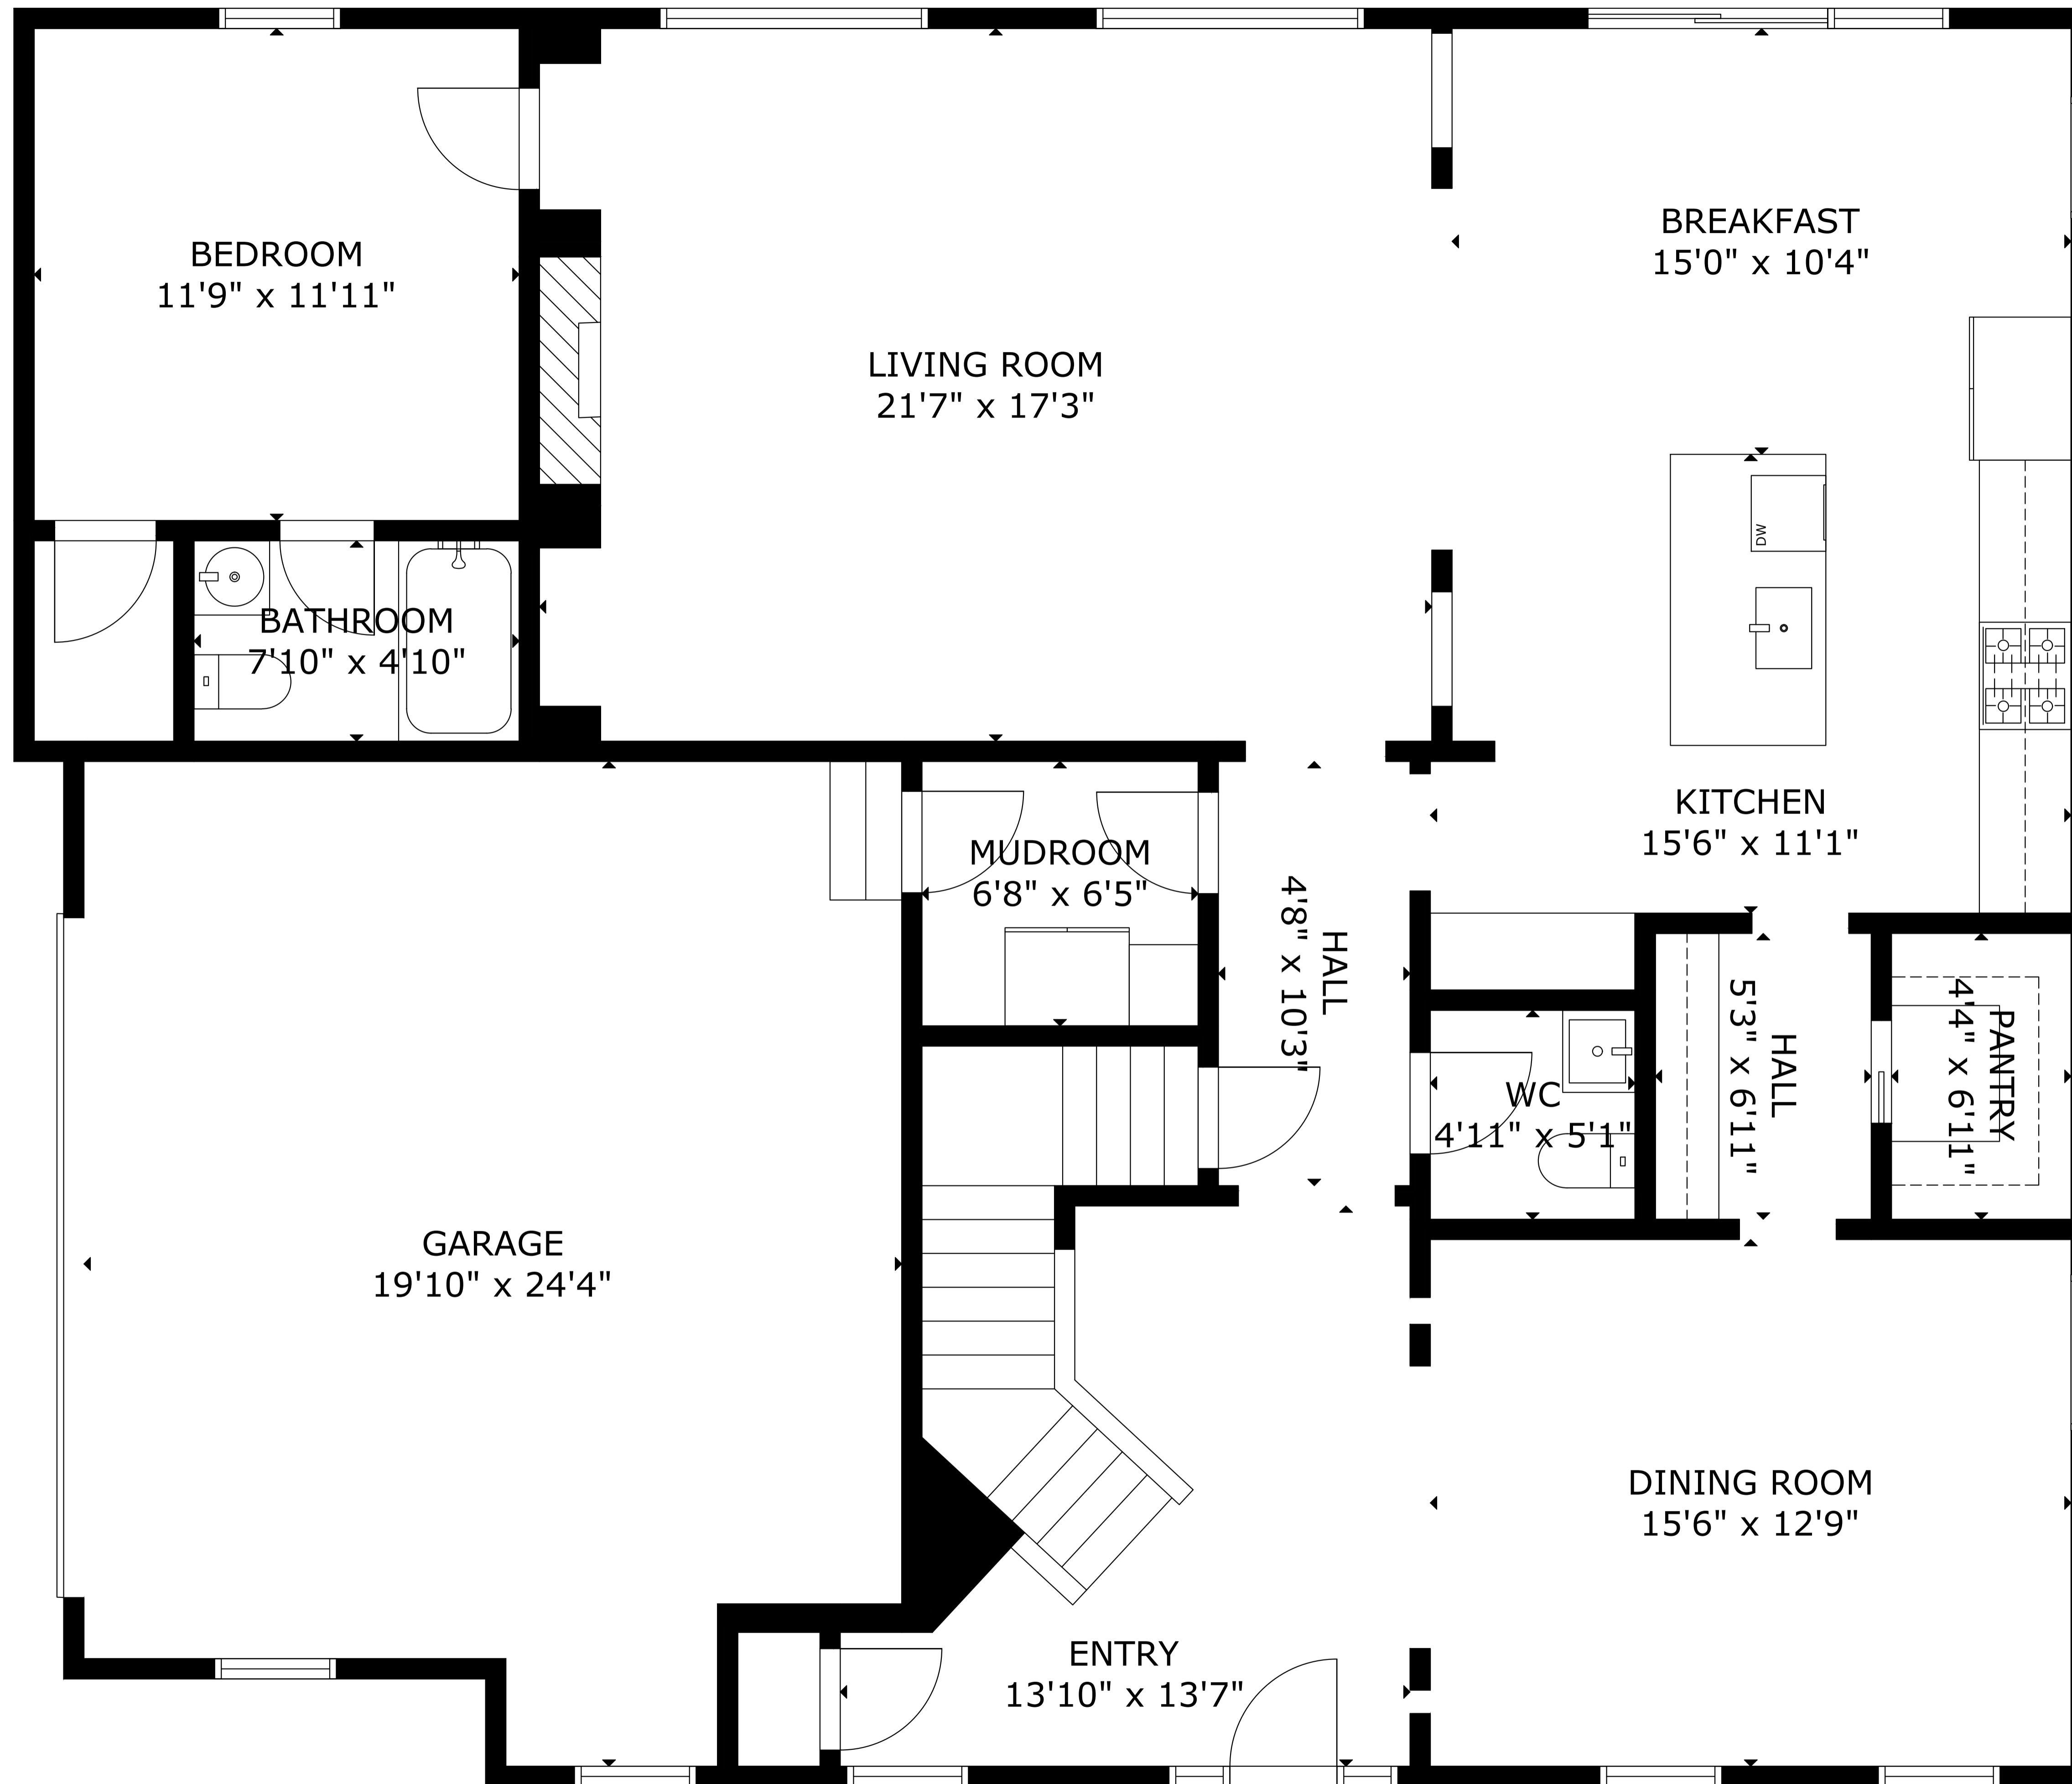 BEDROOM
11'9" x 11'11"
BREAKFAST
15'0" x 10'4"
LIVING ROOM
21'7" x 17'3"
DW
BATHROOM
7'10" x 4'10"
KITCHEN
15'6" x 11'1"
MUDROOM
6'8" x 6'5"
HALL
4'8" x 10'3"
HALL
5'3" x 6'11"
PANTRY
4'4" x 6'11"
WC
4'11" x 5'1"
GARAGE
19'10" x 24'4"
DINING ROOM
15'6" x 12'9"
ENTRY
13'10" x 13'7"